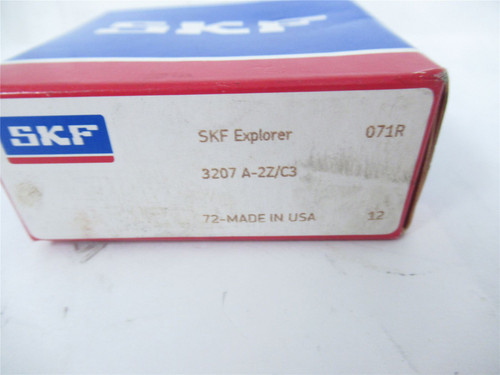 SKF
SKF
SKF Explorer 071R
3207 A-2Z/C3
72-MADE IN USA 12